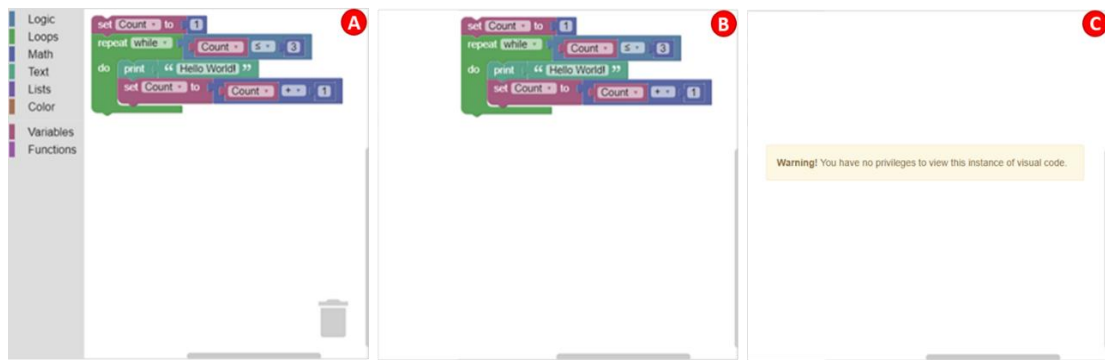 Logic
Loops
Math
Text
Lists
Color
Variables
Functions
set Count to 1
repeat while Count ≤ 3
do print “ Hello World! ”
set Count to Count + 1
A
set Count to 1
repeat while Count ≤ 3
do print “ Hello World! ”
set Count to Count + 1
B
C
Warning! You have no privileges to view this instance of visual code.